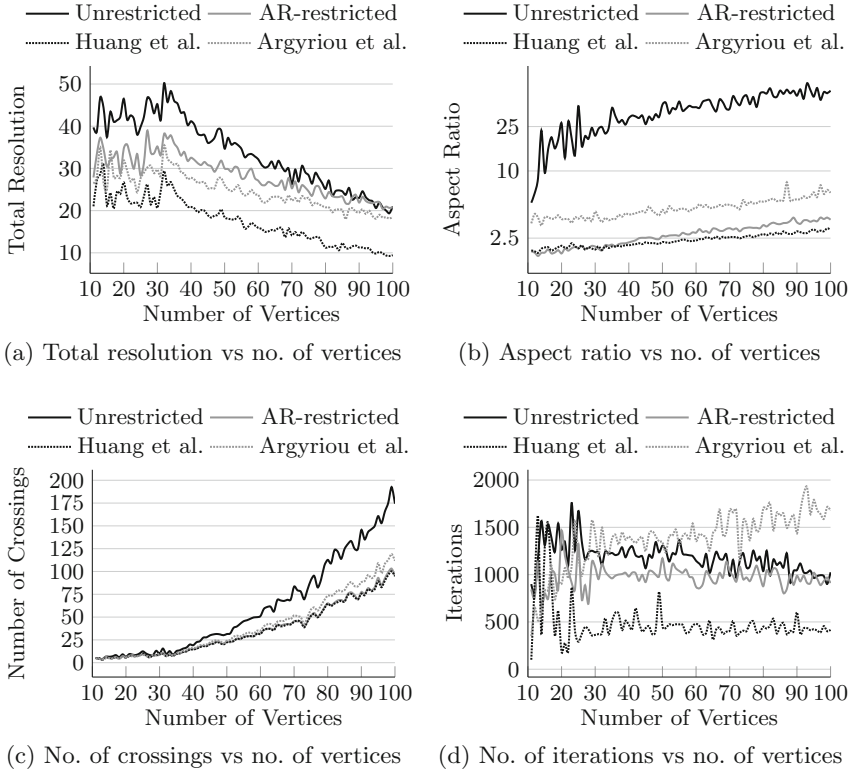 Unrestricted AR-restricted
Huang et al. Argyriou et al.
Total Resolution
50
40
30
20
10
10 20 30 40 50 60 70 80 90 100
Number of Vertices
(a) Total resolution vs no. of vertices
Unrestricted AR-restricted
Huang et al. Argyriou et al.
Aspect Ratio
25
10
2.5
10 20 30 40 50 60 70 80 90 100
Number of Vertices
(b) Aspect ratio vs no. of vertices
Unrestricted AR-restricted
Huang et al. Argyriou et al.
Number of Crossings
200
175
150
125
100
75
50
25
0
10 20 30 40 50 60 70 80 90 100
Number of Vertices
(c) No. of crossings vs no. of vertices
Unrestricted AR-restricted
Huang et al. Argyriou et al.
Iterations
2000
1500
1000
500
0
10 20 30 40 50 60 70 80 90 100
Number of Vertices
(d) No. of iterations vs no. of vertices